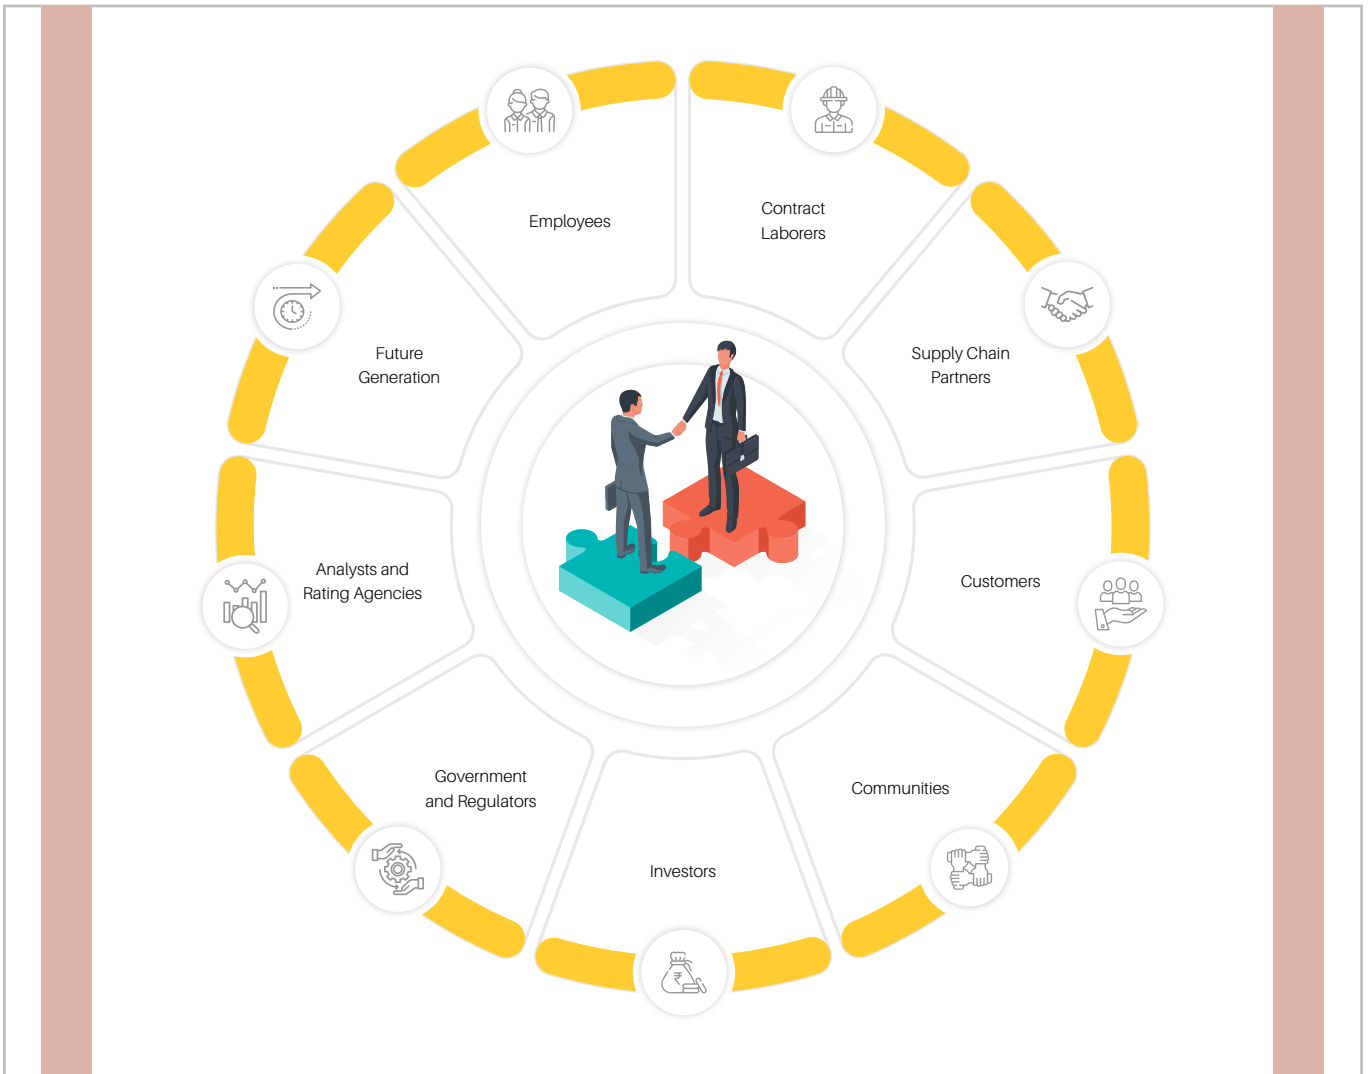 Employees
Contract
Laborers
Future
Generation
Supply Chain
Partners
Analysts and
Rating Agencies
Customers
Government
and Regulators
Communities
Investors
₹